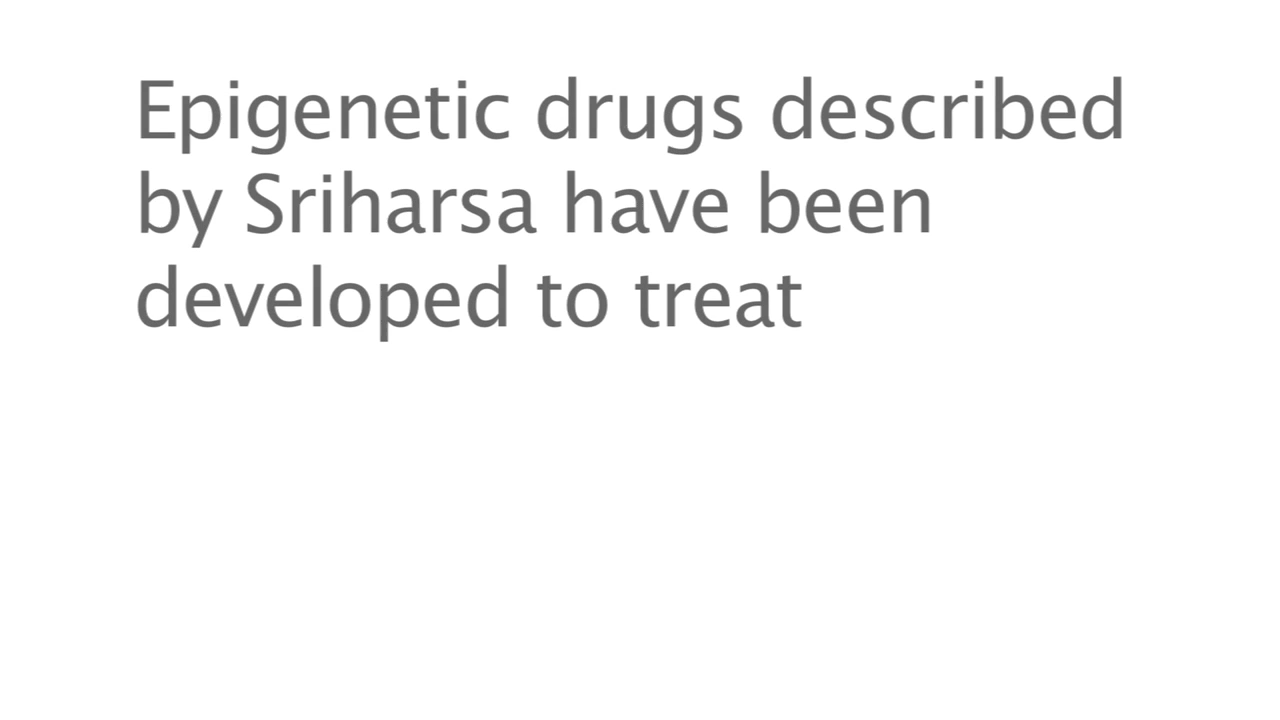 Epigenetic drugs described
by Sriharsa have been
developed to treat